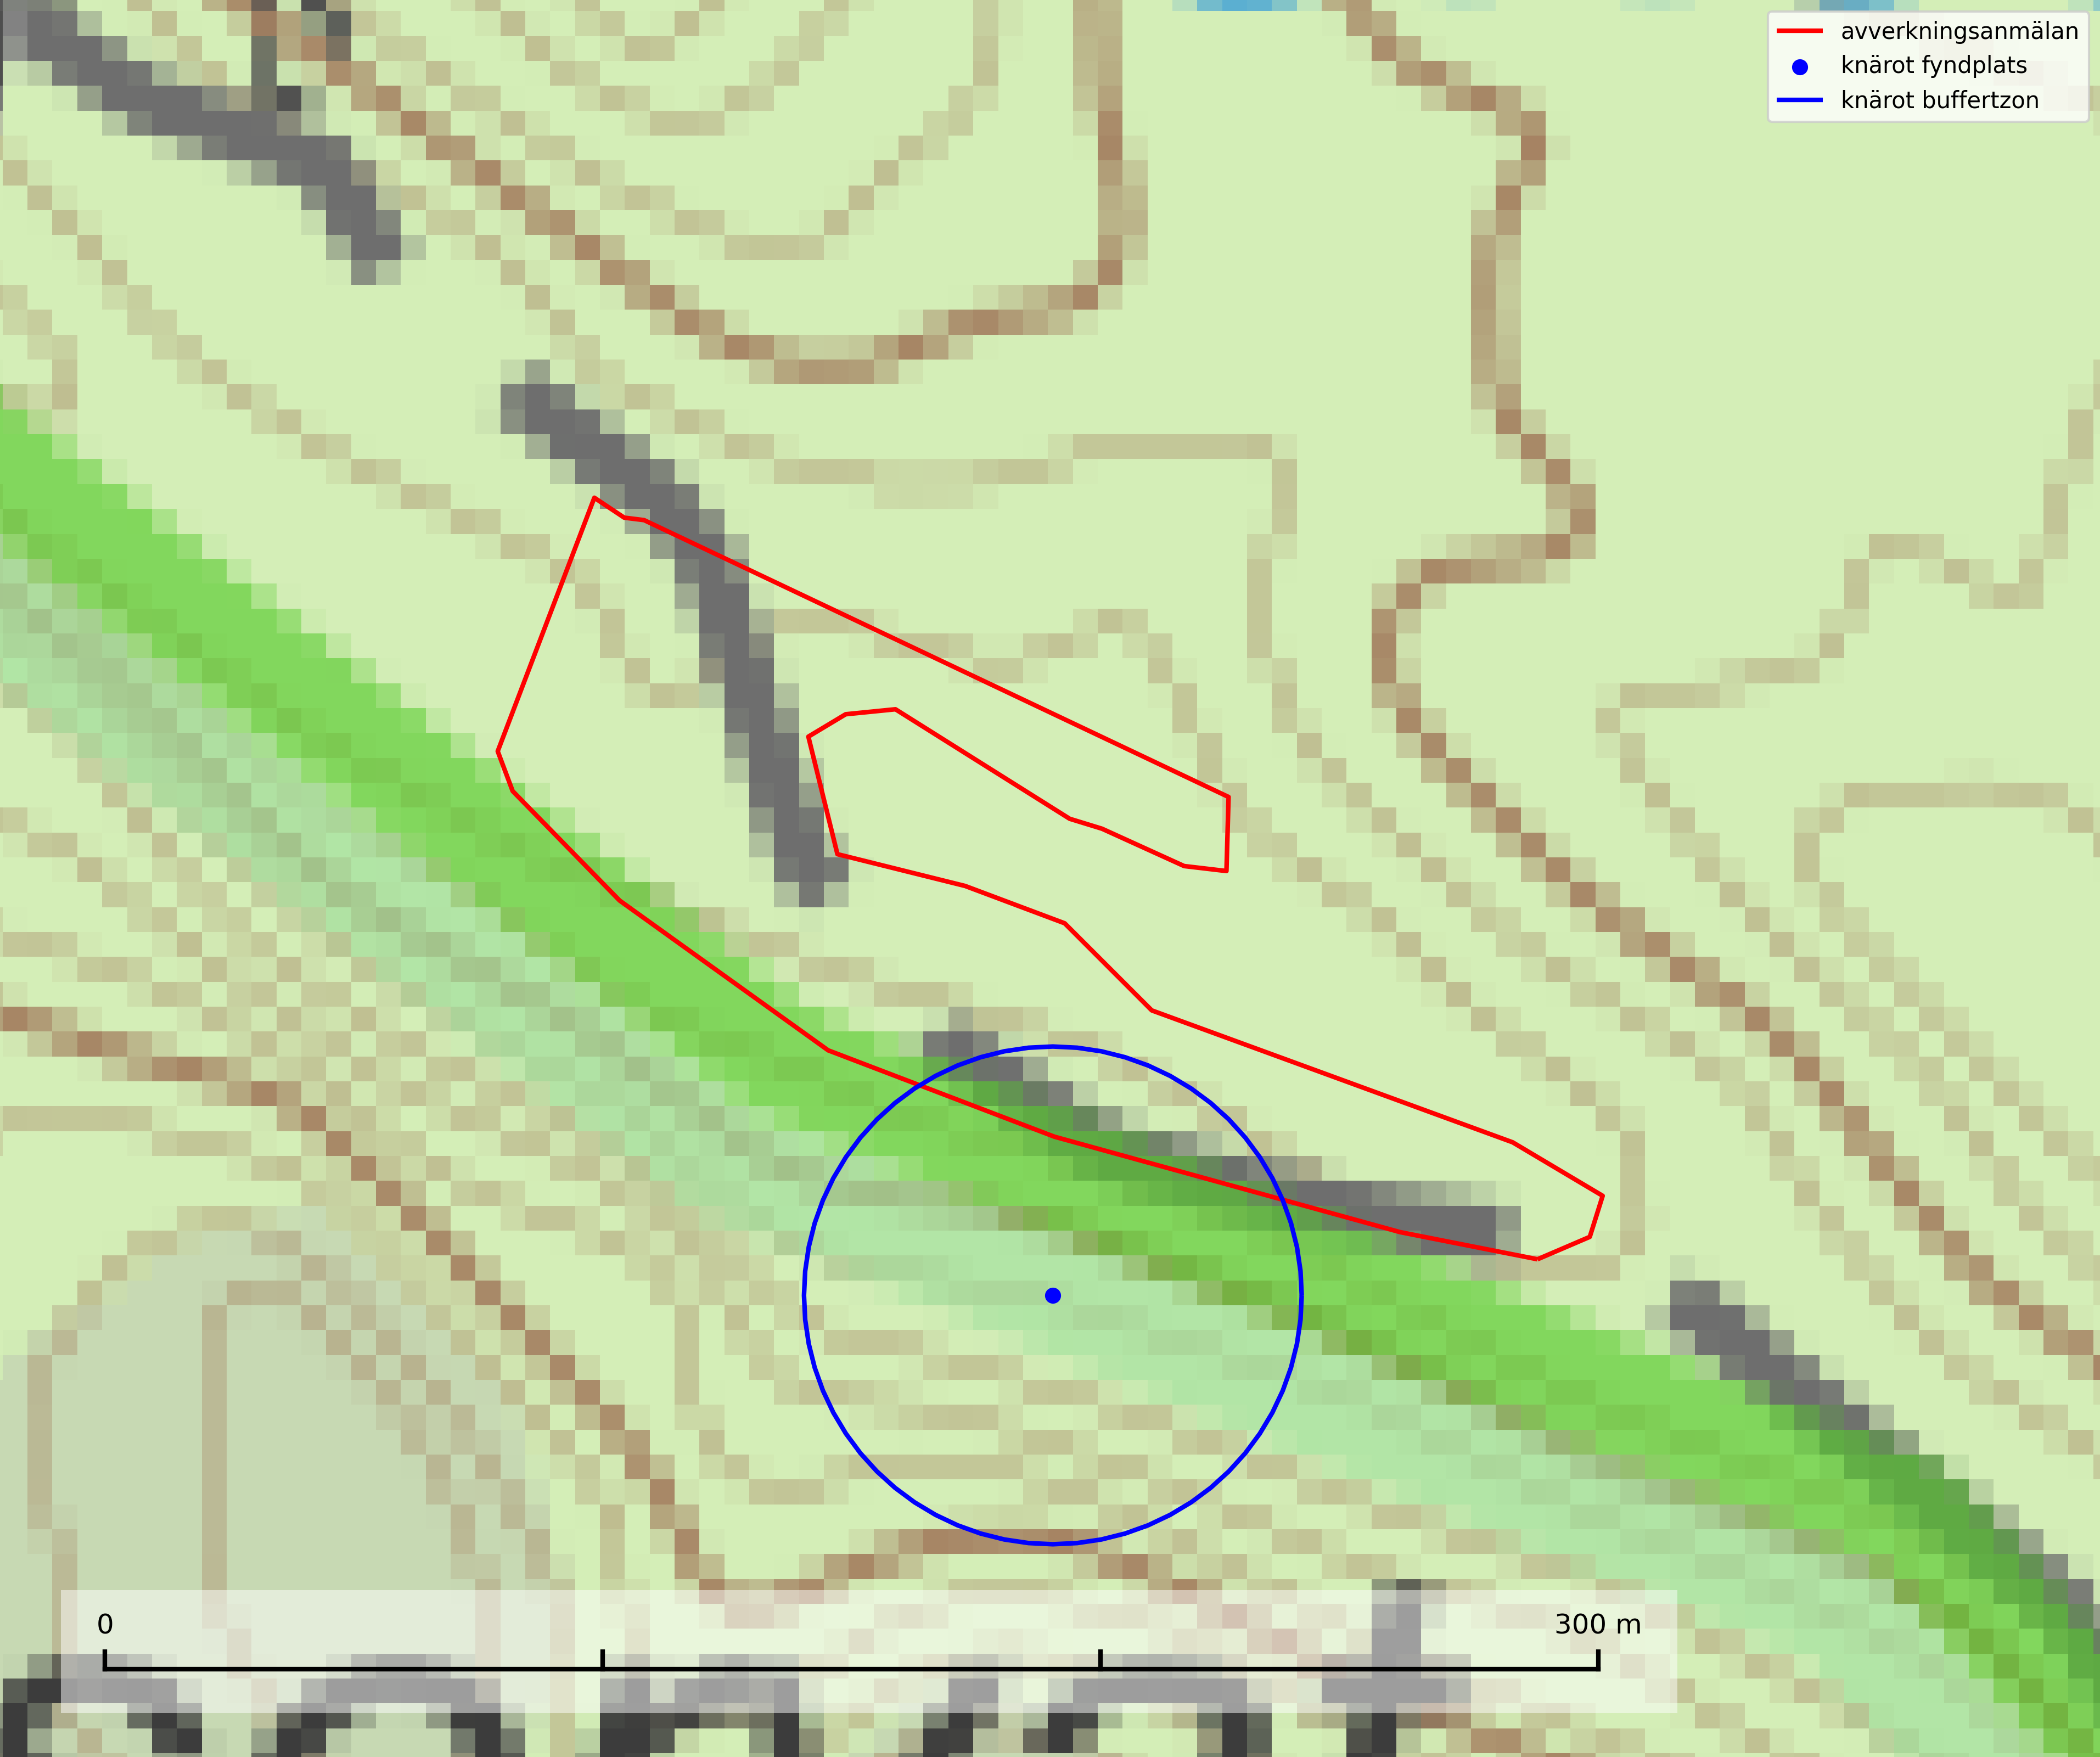 avverkningsanmälan
knärot fyndplats
knärot buffertzon
0
300 m